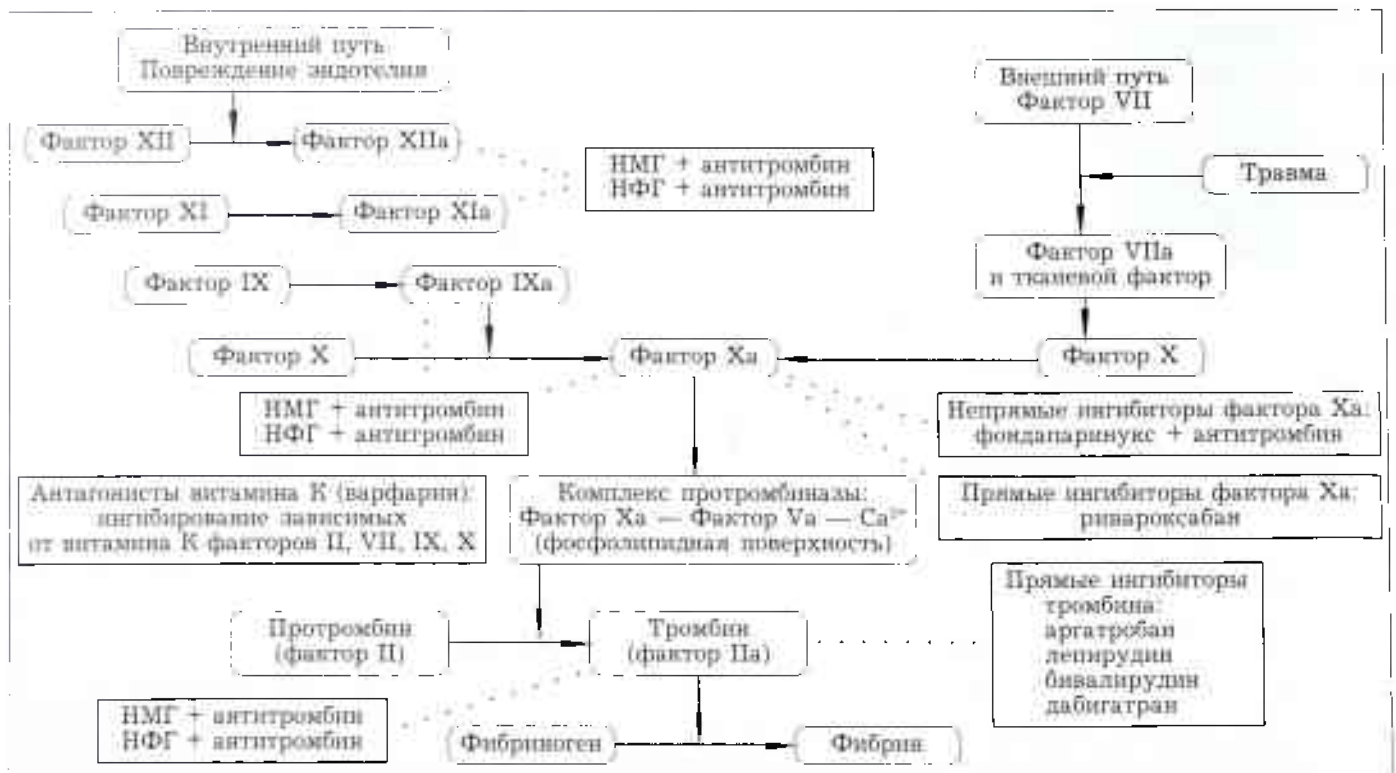 Внутренний путь
Повреждение эндотелия
Внешний путь
Фактор VII
Фактор XII
Фактор XIIa
НМГ + антитромбин
НФГ + антитромбин
Травма
Фактор XI
Фактор XIa
Фактор VIIa
и тканевой фактор
Фактор IX
Фактор IXa
Фактор X
Фактор Xa
Фактор X
НМГ + антитромбин
НФГ + антитромбин
Непрямые ингибиторы фактора Xa:
фондапаринукс + антитромбин
Антагонисты витамина К (варфарин):
ингибирование зависимых
от витамина К факторов II, VII, IX, X
Комплекс протромбиназы:
Фактор Xa — Фактор Va — Ca²⁺
(фосфолипидная поверхность)
Прямые ингибиторы фактора Xa:
ривароксабан
Прямые ингибиторы
тромбина:
аргатробан
лепирудин
бивалирудин
дабигатран
Протромбин
(фактор II)
Тромбин
(фактор IIa)
НМГ + антитромбин
НФГ + антитромбин
Фибриноген
Фибрин